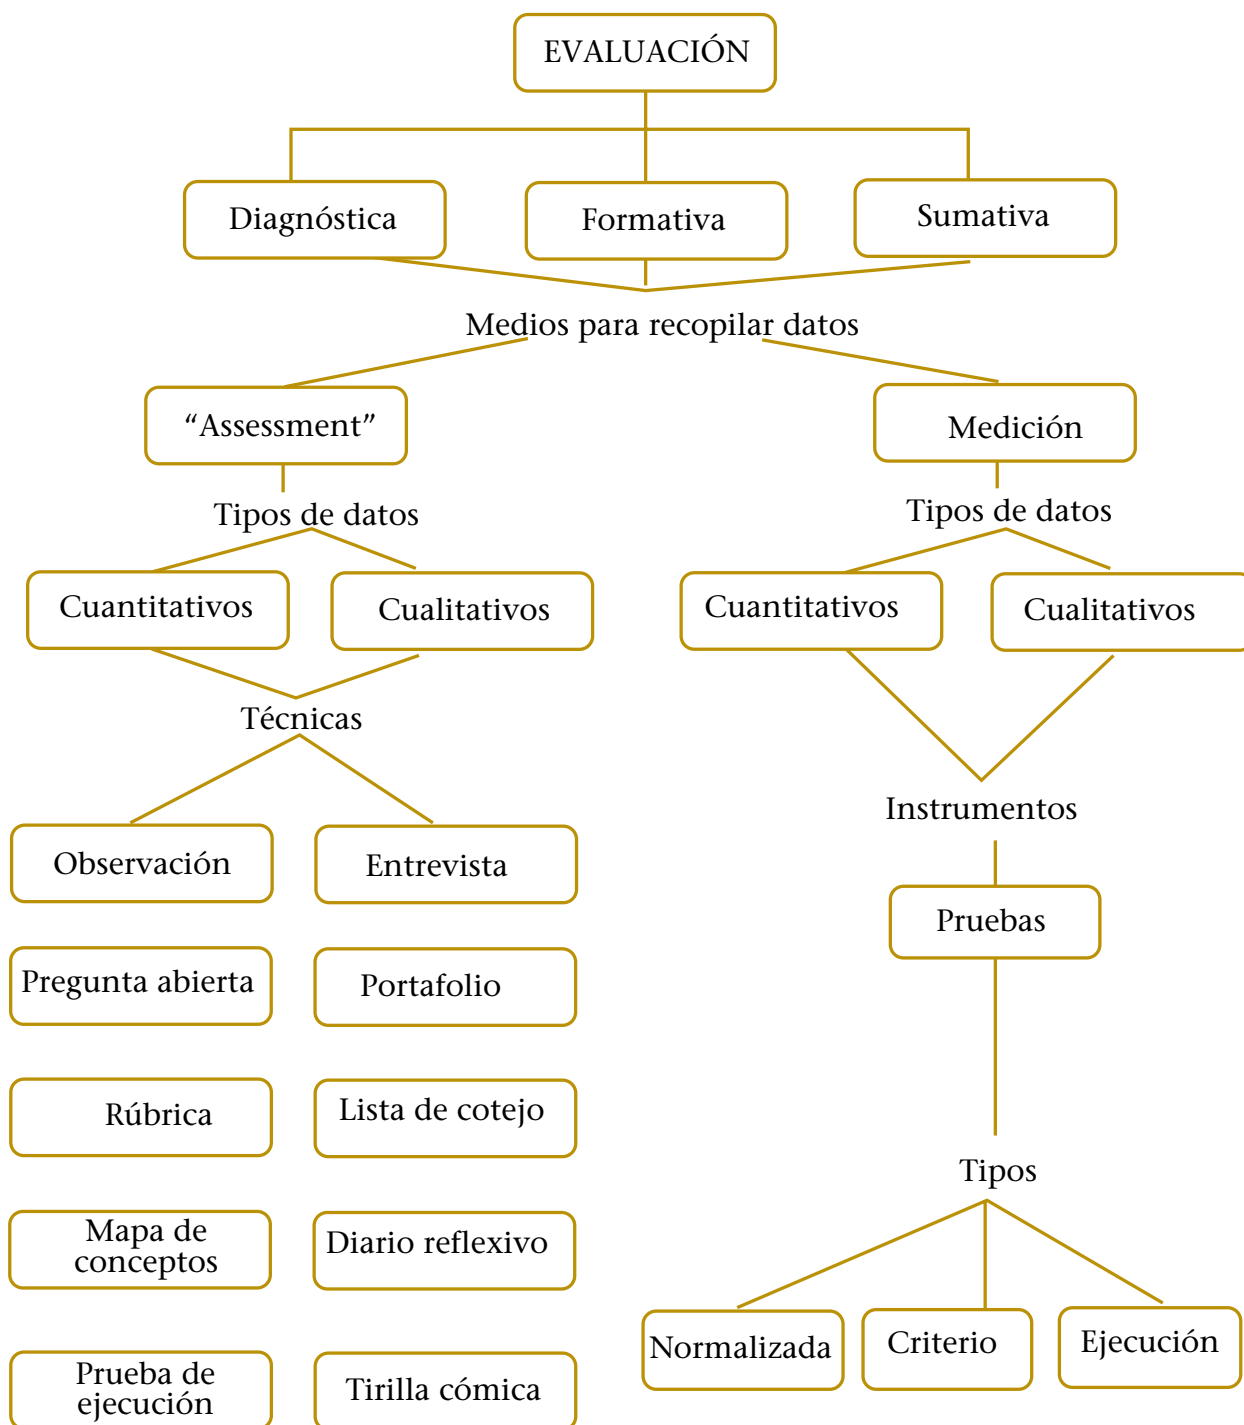 EVALUACIÓN
Diagnóstica
Formativa
Sumativa
Medios para recopilar datos
“Assessment”
Medición
Tipos de datos
Tipos de datos
Cuantitativos
Cualitativos
Cuantitativos
Cualitativos
Técnicas
Instrumentos
Observación
Entrevista
Pruebas
Pregunta abierta
Portafolio
Rúbrica
Lista de cotejo
Tipos
Mapa de
conceptos
Diario reflexivo
Normalizada
Criterio
Ejecución
Prueba de
ejecución
Tirilla cómica